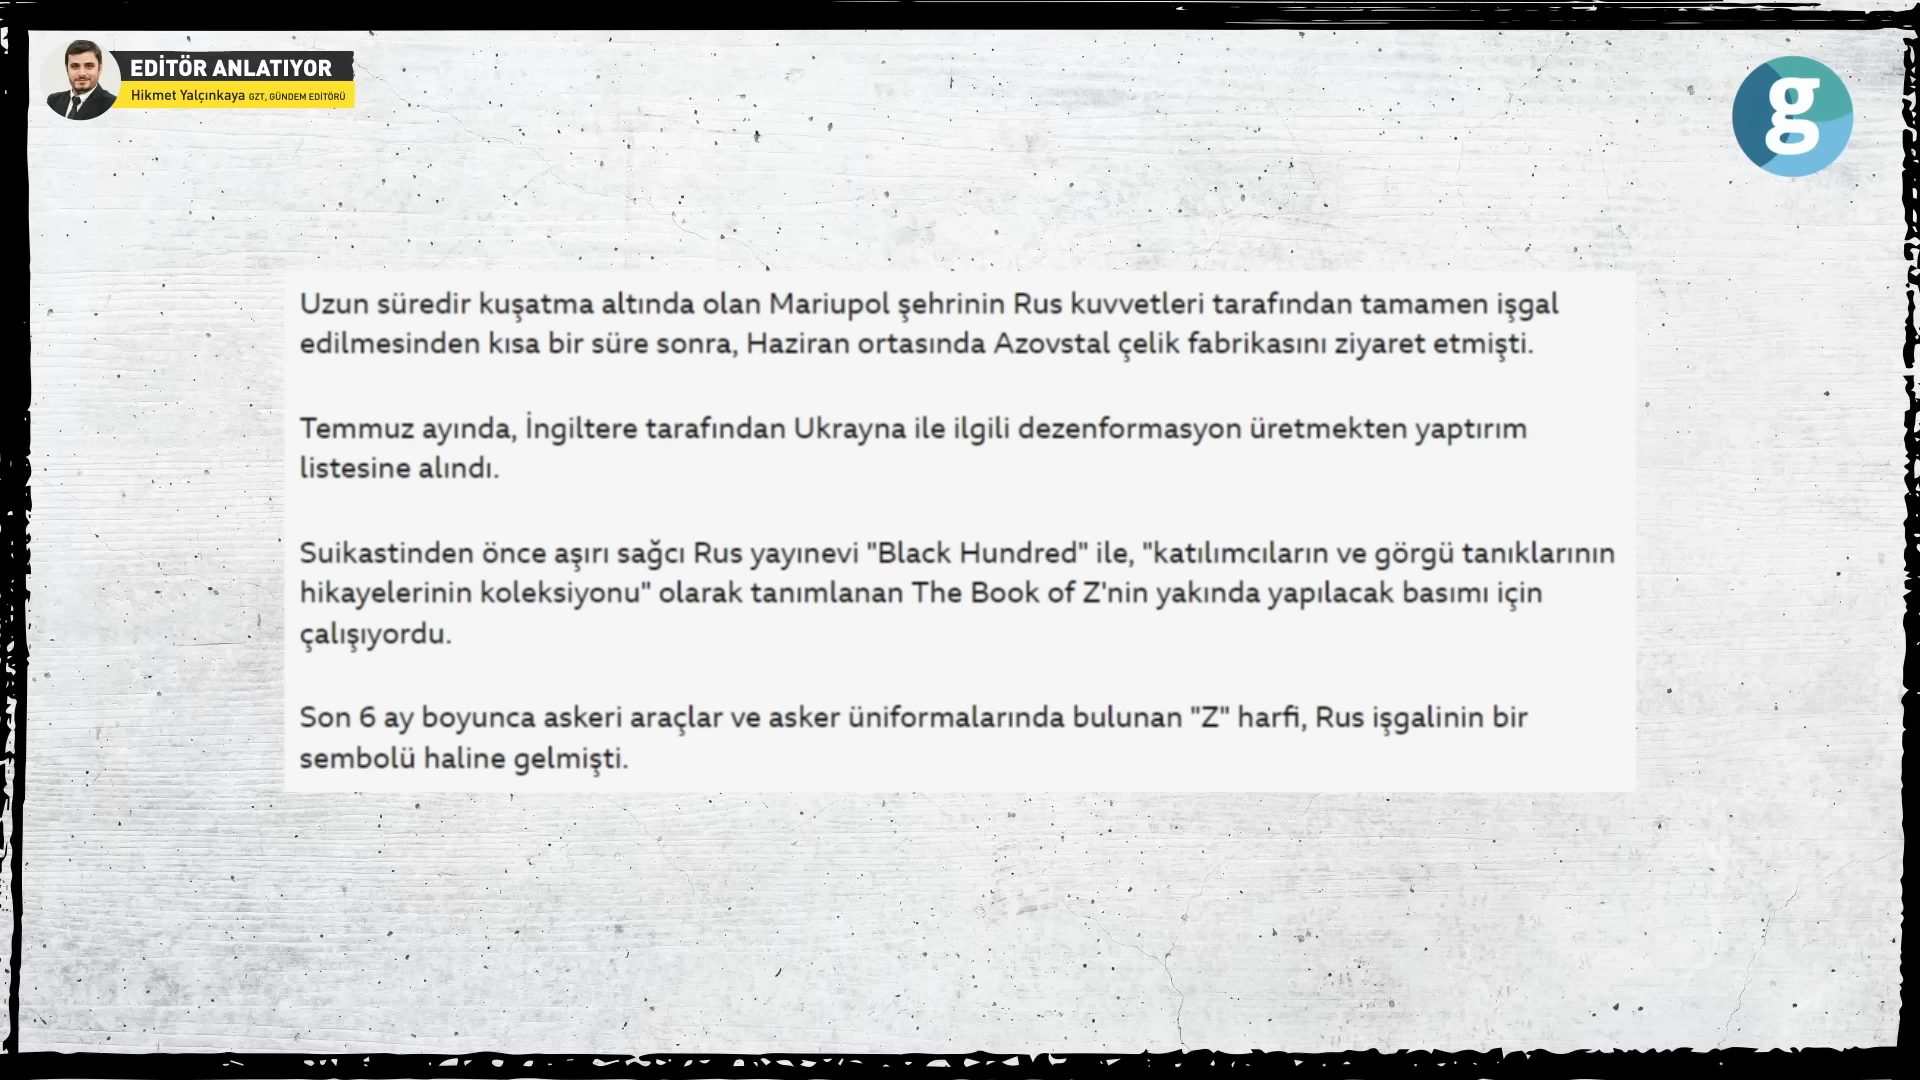 EDİTÖR ANLATIYOR
Hikmet Yalçınkaya GZT, GÜNDEM EDİTÖRÜ
g
Uzun süredir kuşatma altında olan Mariupol şehrinin Rus kuvvetleri tarafından tamamen işgal
edilmesinden kısa bir süre sonra, Haziran ortasında Azovstal çelik fabrikasını ziyaret etmişti.
Temmuz ayında, İngiltere tarafından Ukrayna ile ilgili dezenformasyon üretmekten yaptırım
listesine alındı.
Suikastinden önce aşırı sağcı Rus yayınevi "Black Hundred" ile, "katılımcıların ve görgü tanıklarının
hikayelerinin koleksiyonu" olarak tanımlanan The Book of Z'nin yakında yapılacak basımı için
çalışıyordu.
Son 6 ay boyunca askeri araçlar ve asker üniformalarında bulunan "Z" harfi, Rus işgalinin bir
sembolü haline gelmişti.